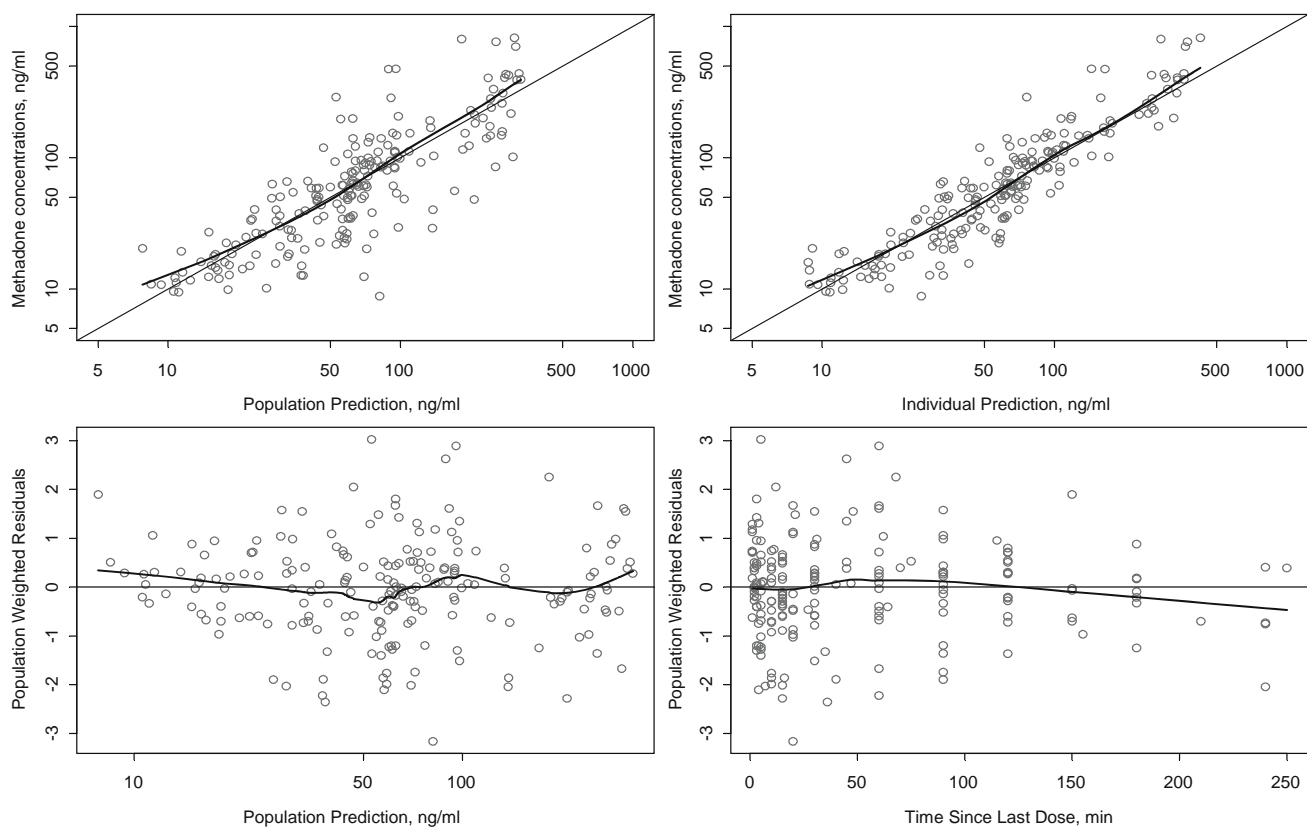 Methadone concentrations, ng/ml
500
100
50
10
5
5 10 50 100 500 1000
Population Prediction, ng/ml
Methadone concentrations, ng/ml
500
100
50
10
5
5 10 50 100 500 1000
Individual Prediction, ng/ml
Population Weighted Residuals
3
2
1
0
-1
-2
-3
10 50 100
Population Prediction, ng/ml
Population Weighted Residuals
3
2
1
0
-1
-2
-3
0 50 100 150 200 250
Time Since Last Dose, min